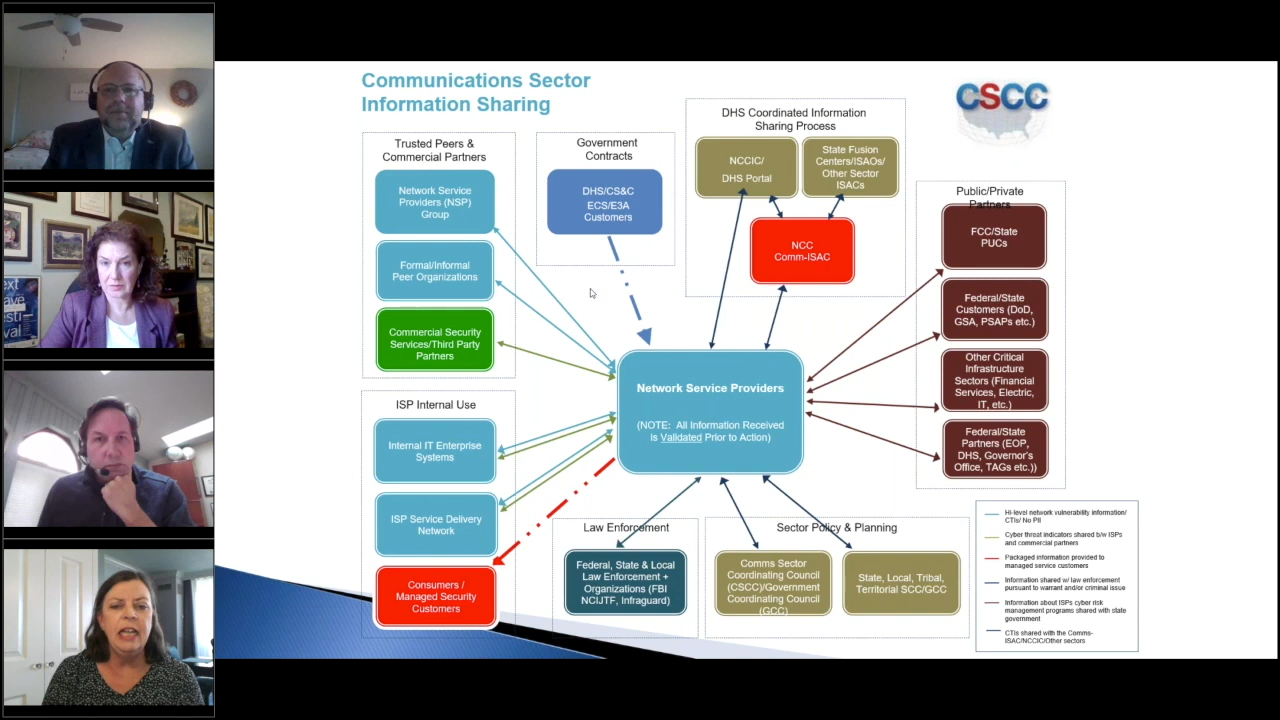 Communications Sector
Information Sharing
CSCC
Trusted Peers &
Commercial Partners
Network Service
Providers (NSP)
Group
Formal/Informal
Peer Organizations
Commercial Security
Services/Third Party
Partners
Government
Contracts
DHS/CS&C
ECS/E3A
Customers
DHS Coordinated Information
Sharing Process
NCCIC/
DHS Portal
State Fusion
Centers/ISAOs/
Other Sector
ISACs
NCC
Comm-ISAC
Public/Private
Partners
FCC/State
PUCs
Federal/State
Customers (DoD,
GSA, PSAPs etc.)
Other Critical
Infrastructure
Sectors (Financial
Services, Electric,
IT, etc.)
Federal/State
Partners (EOP,
DHS, Governor's
Office, TAGs etc.))
Network Service Providers
(NOTE: All Information Received
is Validated Prior to Action)
ISP Internal Use
Internal IT Enterprise
Systems
ISP Service Delivery
Network
Consumers /
Managed Security
Customers
Law Enforcement
Federal, State & Local
Law Enforcement +
Organizations (FBI
NCIJTF, Infraguard)
Sector Policy & Planning
Comms Sector
Coordinating Council
(CSCC)/Government
Coordinating Council
(GCC)
State, Local, Tribal,
Territorial SCC/GCC
Hi-level network vulnerability information/
CTIs/ No PII
Cyber threat indicators shared b/w ISPs
and commercial partners
Packaged information provided to
managed service customers
Information shared w/ law enforcement
pursuant to warrant and/or criminal issue
Information about ISPs cyber risk
management programs shared with state
government
CTIs shared with the Comms-
ISAC/NCCIC/Other sectors